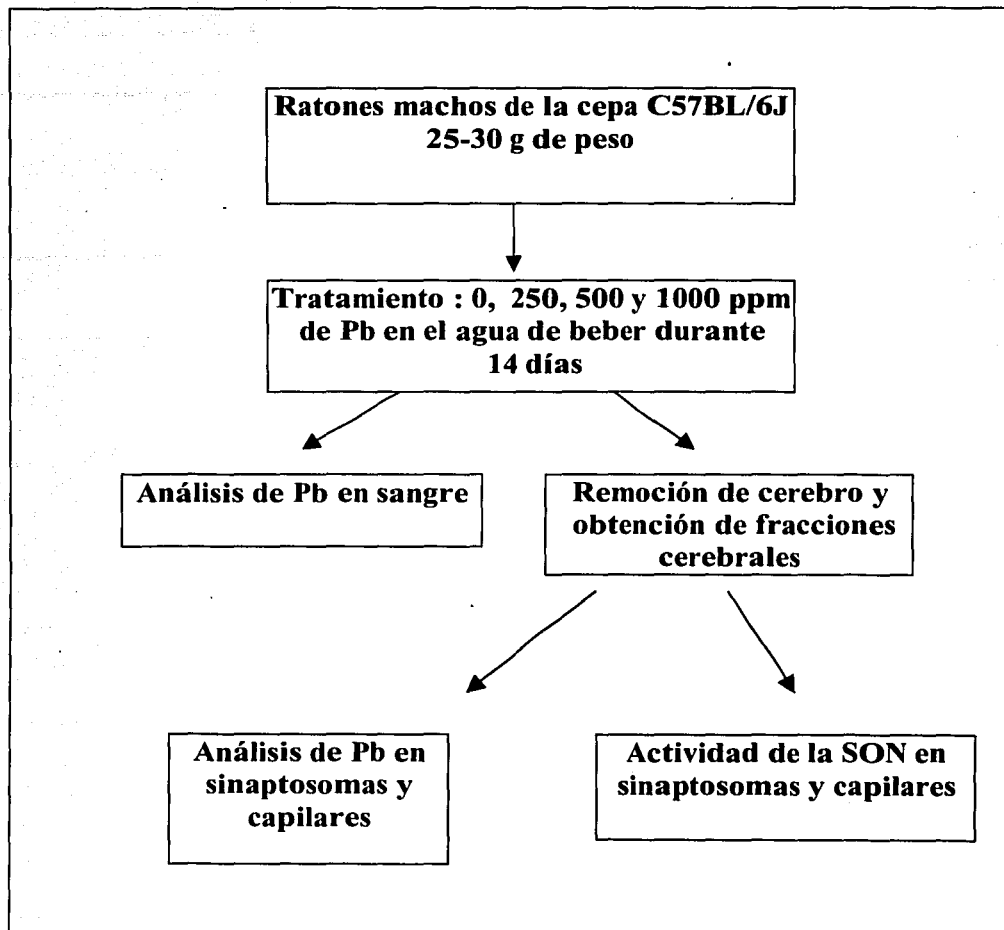 Ratones machos de la cepa C57BL/6J
25-30 g de peso
Tratamiento : 0, 250, 500 y 1000 ppm
de Pb en el agua de beber durante
14 días
Análisis de Pb en sangre
Remoción de cerebro y
obtención de fracciones
cerebrales
Análisis de Pb en
sinaptosomas y
capilares
Actividad de la SON en
sinaptosomas y capilares